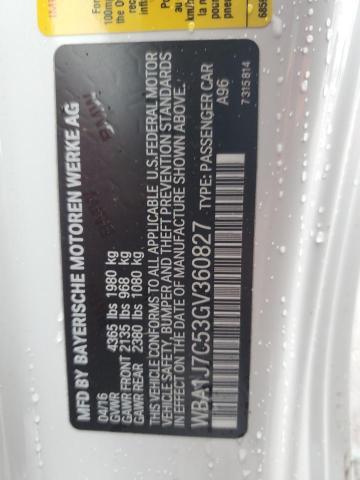 MFD BY BAYERISCHE MOTOREN WERKE AG
04/16
GVWR 4365 lbs 1980 kg
GAWR FRONT 2135 lbs 968 kg
GAWR REAR 2380 lbs 1080 kg
THIS VEHICLE CONFORMS TO ALL APPLICABLE U.S. FEDERAL MOTOR
VEHICLE SAFETY, BUMPER AND THEFT PREVENTION STANDARDS
IN EFFECT ON THE DATE OF MANUFACTURE SHOWN ABOVE.
WBA1J7C53GV360827 TYPE: PASSENGER CAR
A96
7315814